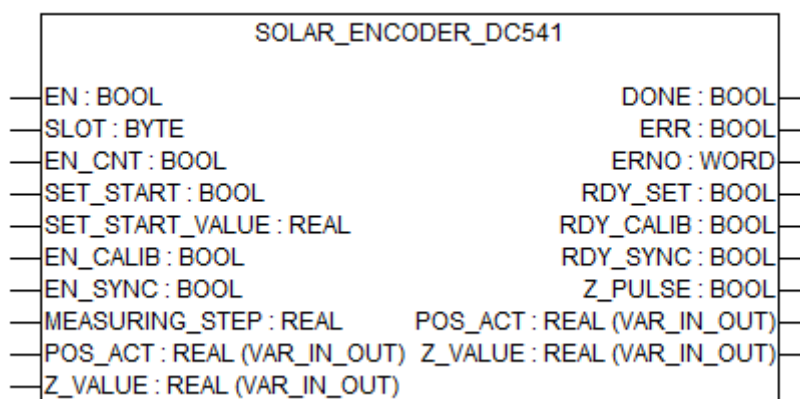 SOLAR_ENCODER_DC541
EN : BOOL DONE : BOOL
SLOT : BYTE ERR : BOOL
EN_CNT : BOOL ERNO : WORD
SET_START : BOOL RDY_SET : BOOL
SET_START_VALUE : REAL RDY_CALIB : BOOL
EN_CALIB : BOOL RDY_SYNC : BOOL
EN_SYNC : BOOL Z_PULSE : BOOL
MEASURING_STEP : REAL POS_ACT : REAL (VAR_IN_OUT)
POS_ACT : REAL (VAR_IN_OUT) Z_VALUE : REAL (VAR_IN_OUT)
Z_VALUE : REAL (VAR_IN_OUT)